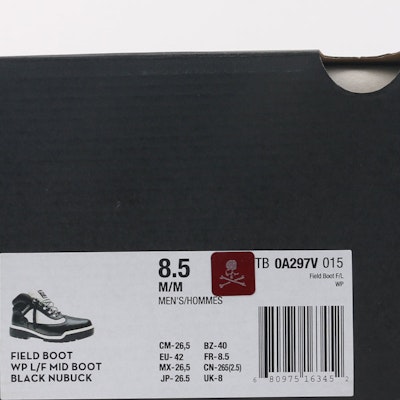 8.5
M/M
MEN'S/HOMMES
TB 0A297V 015
Field Boot F/L
WP
FIELD BOOT
WP L/F MID BOOT
BLACK NUBUCK
CM-26,5 BZ-40
EU- 42 FR-8.5
MX-26,5 CN-265(2.5)
JP- 26.5 UK-8
6 80975 16345 2